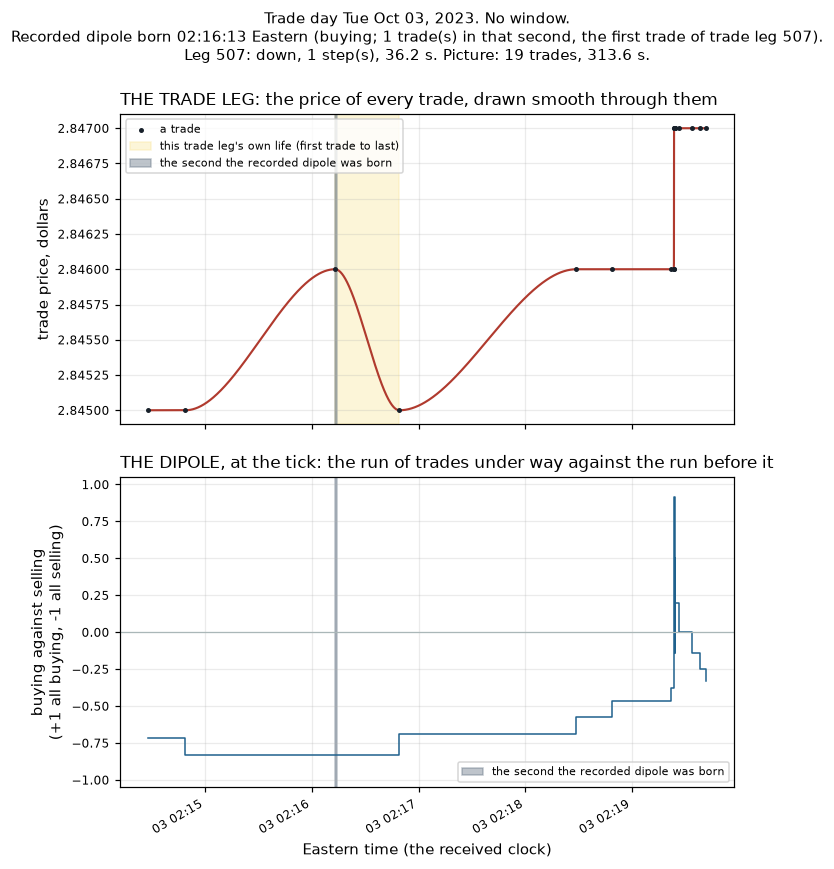 Trade day Tue Oct 03, 2023. No window.
Recorded dipole born 02:16:13 Eastern (buying; 1 trade(s) in that second, the first trade of trade leg 507).
Leg 507: down, 1 step(s), 36.2 s. Picture: 19 trades, 313.6 s.
THE TRADE LEG: the price of every trade, drawn smooth through them
a trade
this trade leg's own life (first trade to last)
the second the recorded dipole was born
trade price, dollars
2.84700
2.84675
2.84650
2.84625
2.84600
2.84575
2.84550
2.84525
2.84500
THE DIPOLE, at the tick: the run of trades under way against the run before it
buying against selling
(+1 all buying, -1 all selling)
1.00
0.75
0.50
0.25
0.00
−0.25
−0.50
−0.75
−1.00
the second the recorded dipole was born
03 02:15
03 02:16
03 02:17
03 02:18
03 02:19
Eastern time (the received clock)